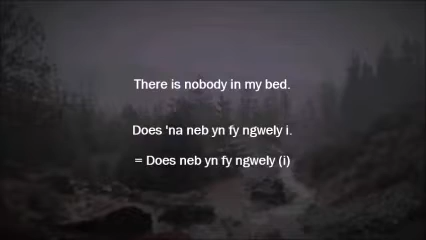 There is nobody in my bed.
Does 'na neb yn fy ngwely i.
= Does neb yn fy ngwely (i)